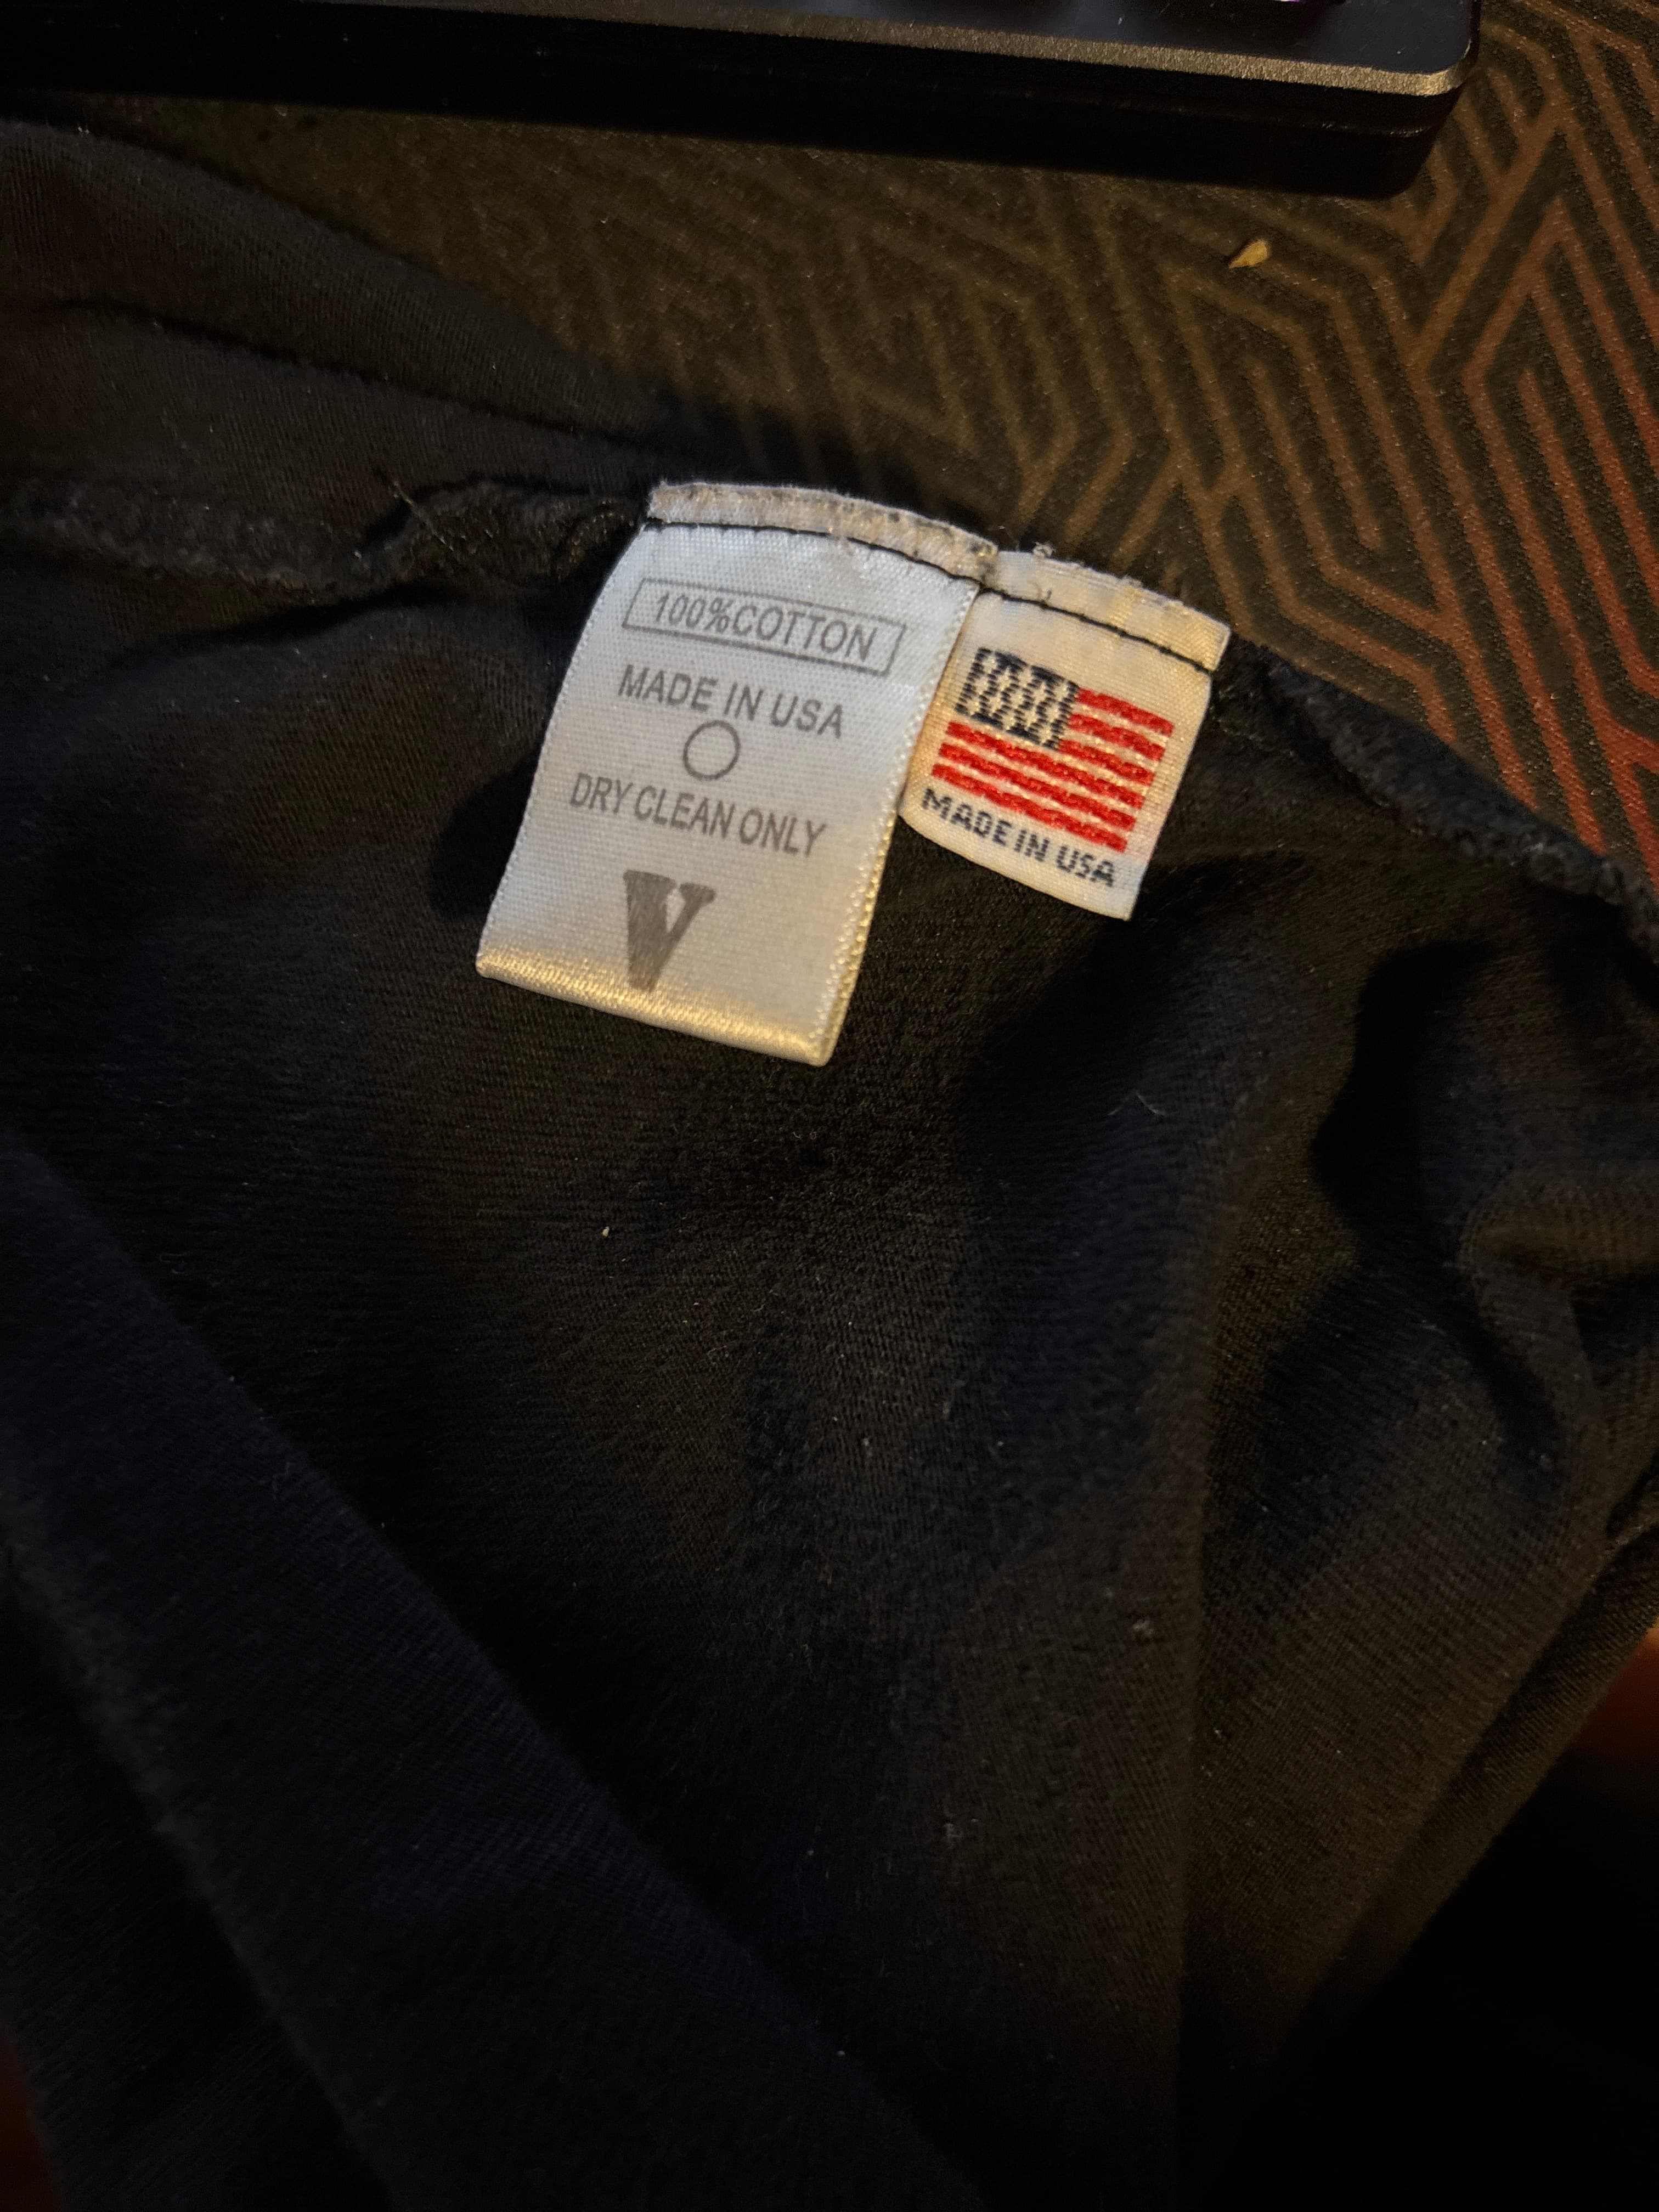 100%COTTON
MADE IN USA
DRY CLEAN ONLY
V
MADE IN USA